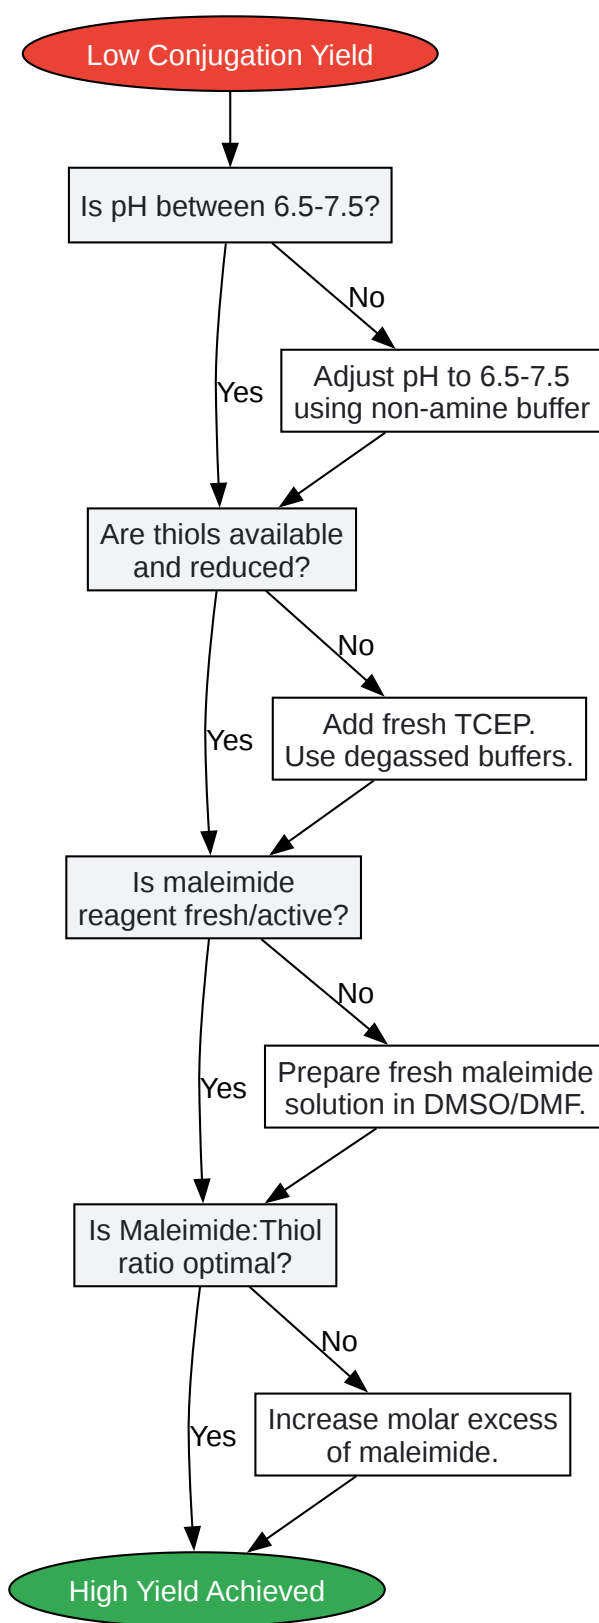 Low Conjugation Yield
Is pH between 6.5-7.5?
No
Adjust pH to 6.5-7.5
using non-amine buffer
Yes
Are thiols available
and reduced?
No
Add fresh TCEP.
Use degassed buffers.
Yes
Is maleimide
reagent fresh/active?
No
Prepare fresh maleimide
solution in DMSO/DMF.
Yes
Is Maleimide:Thiol
ratio optimal?
No
Increase molar excess
of maleimide.
Yes
High Yield Achieved